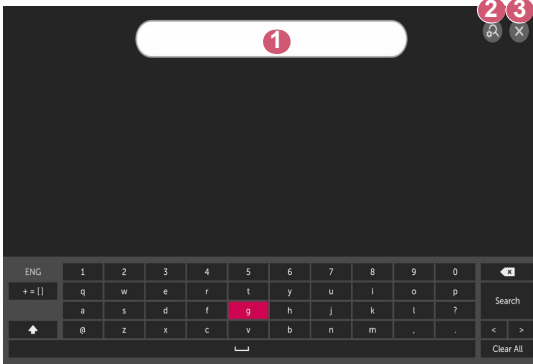 2 3
1
ENG 1 2 3 4 5 6 7 8 9 0
+ = [ ] q w e r t y u i o p
Search
a s d f g h j k l ?
@ z x c v b n m , . < >
Clear All